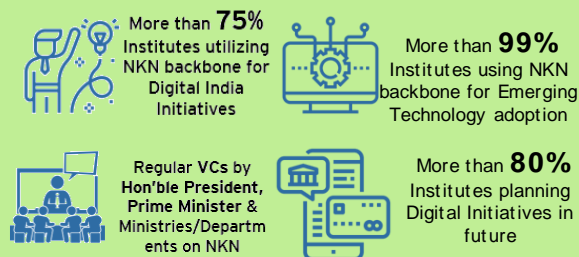 More than 75%
Institutes utilizing
NKN backbone for
Digital India
Initiatives
More than 99%
Institutes using NKN
backbone for Emerging
Technology adoption
Regular VCs by
Hon'ble President,
Prime Minister &
Ministries/Departm
ents on NKN
More than 80%
Institutes planning
Digital Initiatives in
future